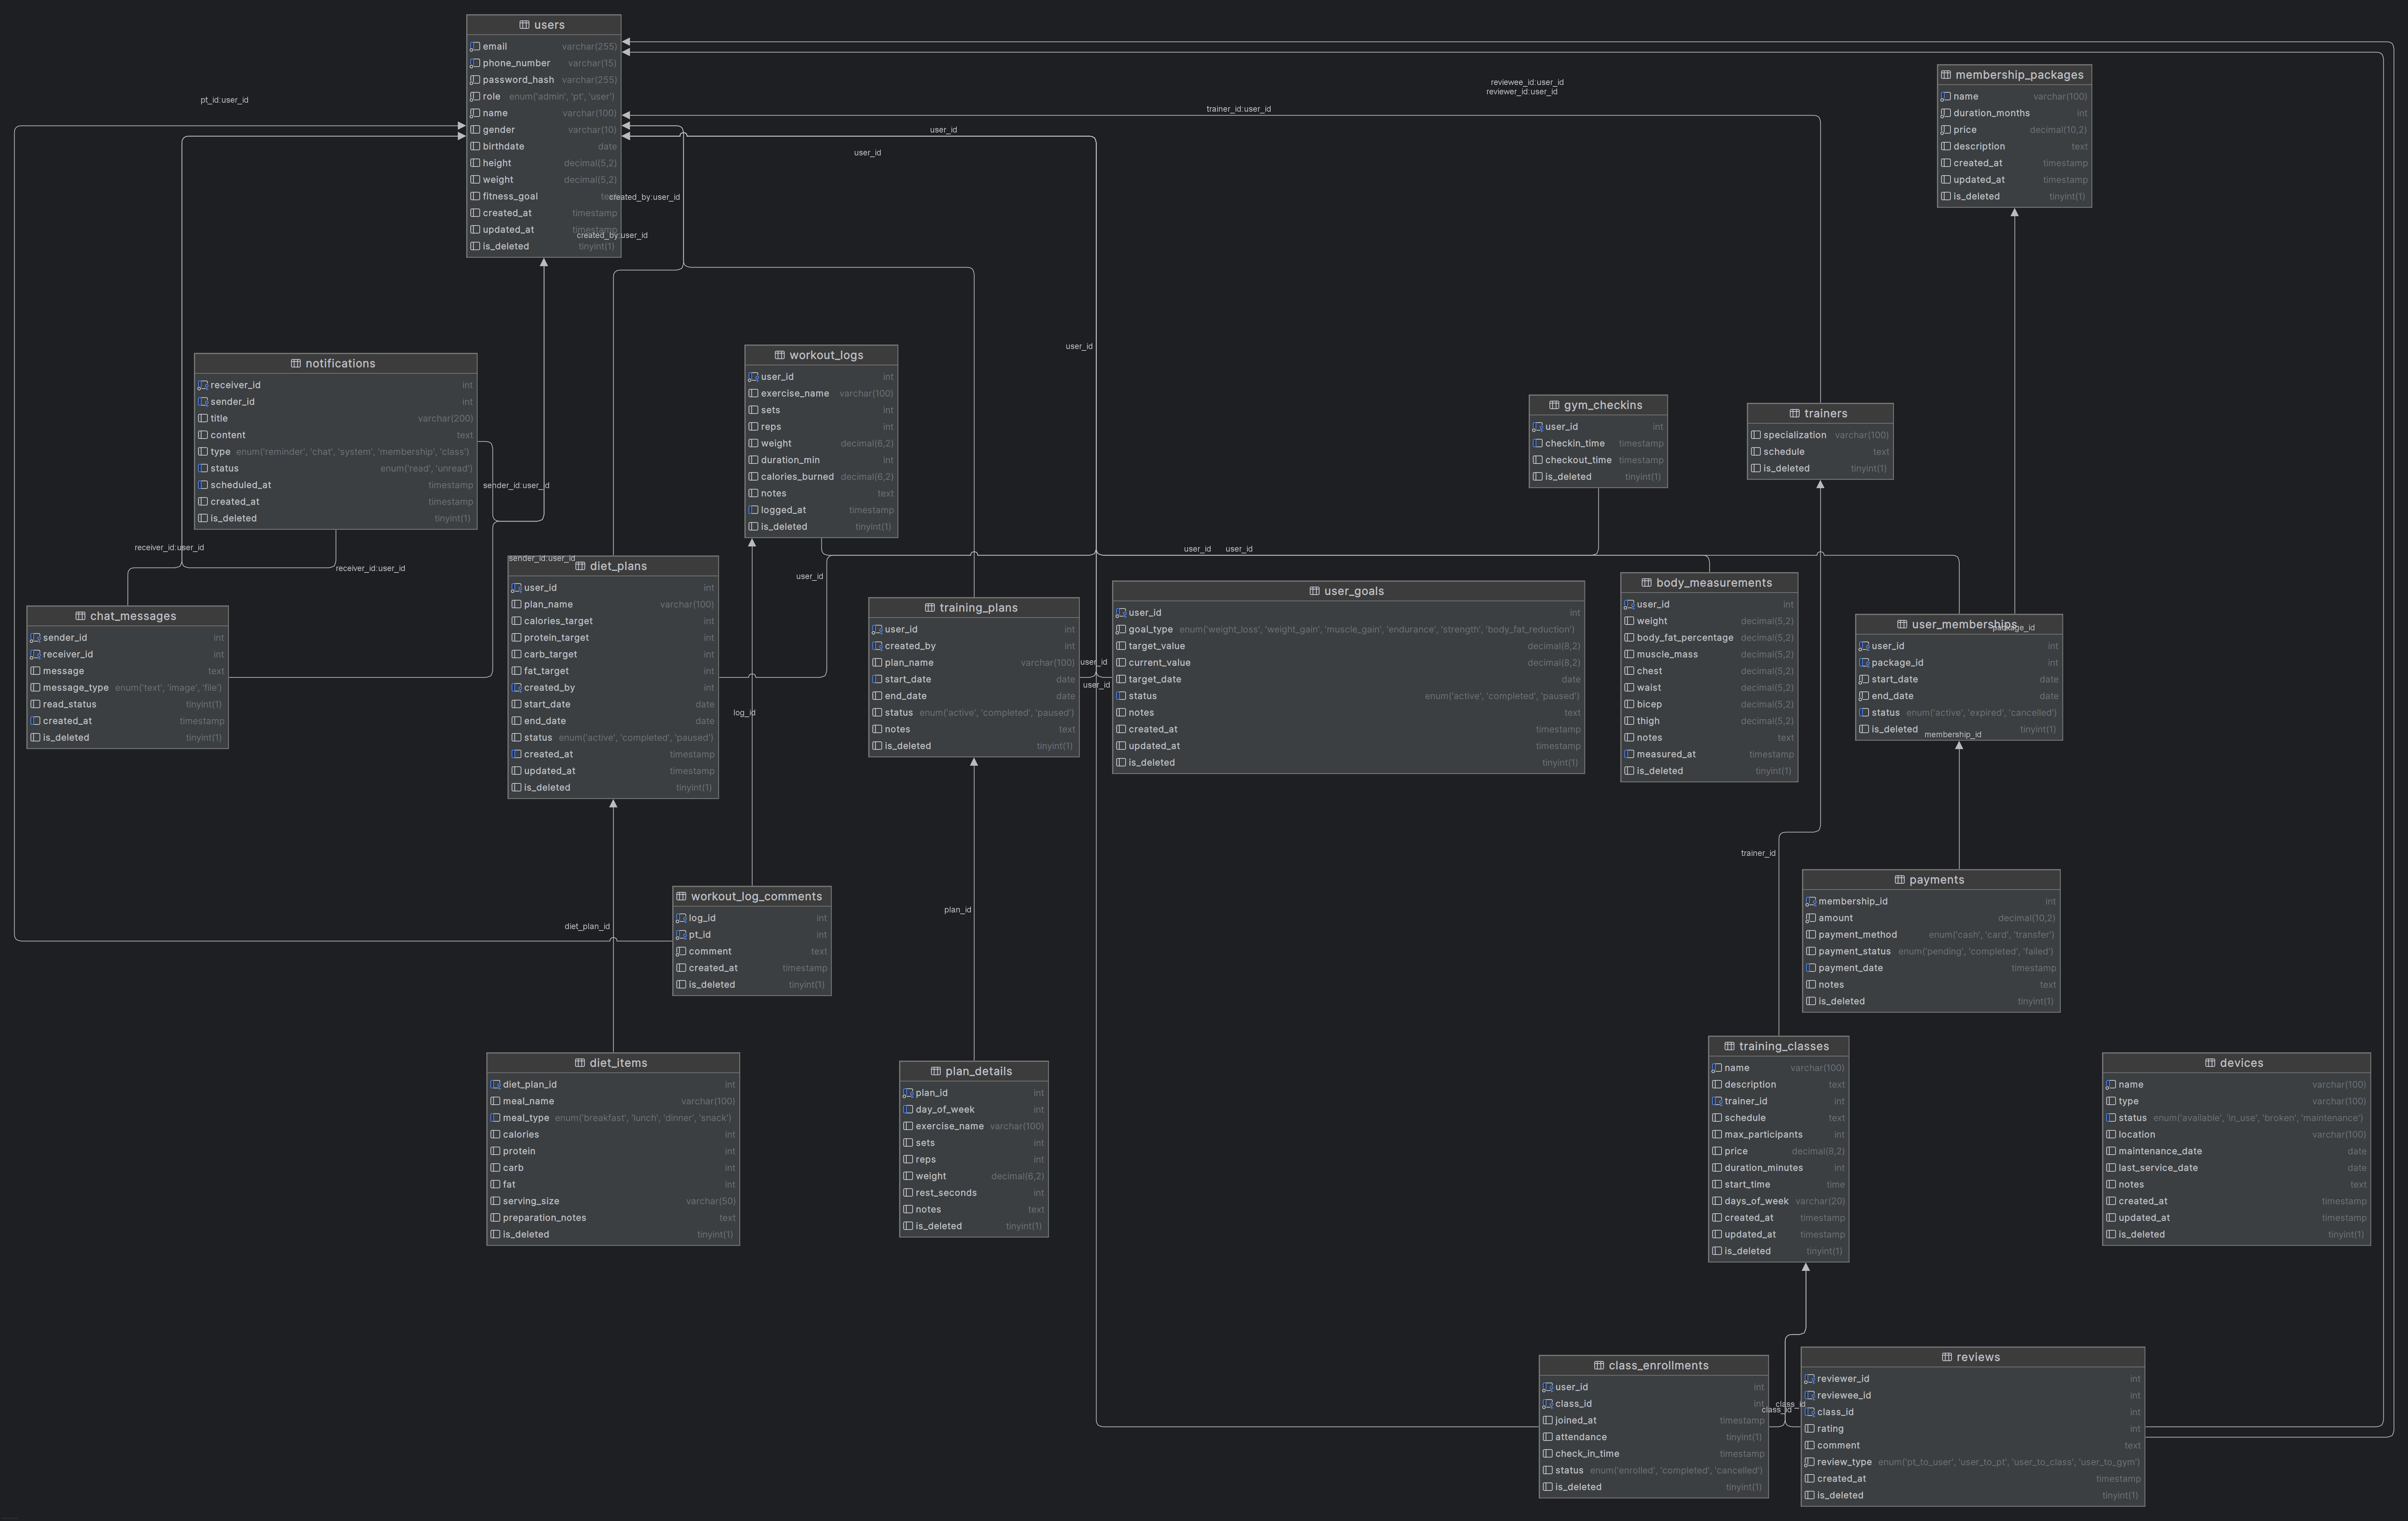 users
email varchar(255)
phone_number varchar(15)
password_hash varchar(255)
role enum('admin', 'pt', 'user')
name varchar(100)
gender varchar(10)
birthdate date
height decimal(5,2)
weight decimal(5,2)
fitness_goal text
created_at timestamp
updated_at timestamp
is_deleted tinyint(1)
membership_packages
name varchar(100)
duration_months int
price decimal(10,2)
description text
created_at timestamp
updated_at timestamp
is_deleted tinyint(1)
pt_id:user_id
reviewee_id:user_id
reviewer_id:user_id
trainer_id:user_id
user_id
user_id
created_by:user_id
created_by:user_id
user_id
notifications
receiver_id int
sender_id int
title varchar(200)
content text
type enum('reminder', 'chat', 'system', 'membership', 'class')
status enum('read', 'unread')
scheduled_at timestamp
created_at timestamp
is_deleted tinyint(1)
workout_logs
user_id int
exercise_name varchar(100)
sets int
reps int
weight decimal(6,2)
duration_min int
calories_burned decimal(6,2)
notes text
logged_at timestamp
is_deleted tinyint(1)
gym_checkins
user_id int
checkin_time timestamp
checkout_time timestamp
is_deleted tinyint(1)
trainers
specialization varchar(100)
schedule text
is_deleted tinyint(1)
sender_id:user_id
receiver_id:user_id
receiver_id:user_id
sender_id:user_id
user_id
user_id
user_id
chat_messages
sender_id int
receiver_id int
message text
message_type enum('text', 'image', 'file')
read_status tinyint(1)
created_at timestamp
is_deleted tinyint(1)
diet_plans
user_id int
plan_name varchar(100)
calories_target int
protein_target int
carb_target int
fat_target int
created_by int
start_date date
end_date date
status enum('active', 'completed', 'paused')
created_at timestamp
updated_at timestamp
is_deleted tinyint(1)
training_plans
user_id int
created_by int
plan_name varchar(100)
start_date date
end_date date
status enum('active', 'completed', 'paused')
notes text
is_deleted tinyint(1)
user_id
user_id
user_goals
user_id int
goal_type enum('weight_loss', 'weight_gain', 'muscle_gain', 'endurance', 'strength', 'body_fat_reduction')
target_value decimal(8,2)
current_value decimal(8,2)
target_date date
status enum('active', 'completed', 'paused')
notes text
created_at timestamp
updated_at timestamp
is_deleted tinyint(1)
body_measurements
user_id int
weight decimal(5,2)
body_fat_percentage decimal(5,2)
muscle_mass decimal(5,2)
chest decimal(5,2)
waist decimal(5,2)
bicep decimal(5,2)
thigh decimal(5,2)
notes text
measured_at timestamp
is_deleted tinyint(1)
user_memberships
package_id
user_id int
package_id int
start_date date
end_date date
status enum('active', 'expired', 'cancelled')
is_deleted tinyint(1)
membership_id
log_id
trainer_id
diet_plan_id
plan_id
workout_log_comments
log_id int
pt_id int
comment text
created_at timestamp
is_deleted tinyint(1)
payments
membership_id int
amount decimal(10,2)
payment_method enum('cash', 'card', 'transfer')
payment_status enum('pending', 'completed', 'failed')
payment_date timestamp
notes text
is_deleted tinyint(1)
diet_items
diet_plan_id int
meal_name varchar(100)
meal_type enum('breakfast', 'lunch', 'dinner', 'snack')
calories int
protein int
carb int
fat int
serving_size varchar(50)
preparation_notes text
is_deleted tinyint(1)
plan_details
plan_id int
day_of_week int
exercise_name varchar(100)
sets int
reps int
weight decimal(6,2)
rest_seconds int
notes text
is_deleted tinyint(1)
training_classes
name varchar(100)
description text
trainer_id int
schedule text
max_participants int
price decimal(8,2)
duration_minutes int
start_time time
days_of_week varchar(20)
created_at timestamp
updated_at timestamp
is_deleted tinyint(1)
devices
name varchar(100)
type varchar(100)
status enum('available', 'in_use', 'broken', 'maintenance')
location varchar(100)
maintenance_date date
last_service_date date
notes text
created_at timestamp
updated_at timestamp
is_deleted tinyint(1)
class_enrollments
user_id int
class_id int
joined_at timestamp
attendance tinyint(1)
check_in_time timestamp
status enum('enrolled', 'completed', 'cancelled')
is_deleted tinyint(1)
class_id
class_id
reviews
reviewer_id int
reviewee_id int
class_id int
rating int
comment text
review_type enum('pt_to_user', 'user_to_pt', 'user_to_class', 'user_to_gym')
created_at timestamp
is_deleted tinyint(1)